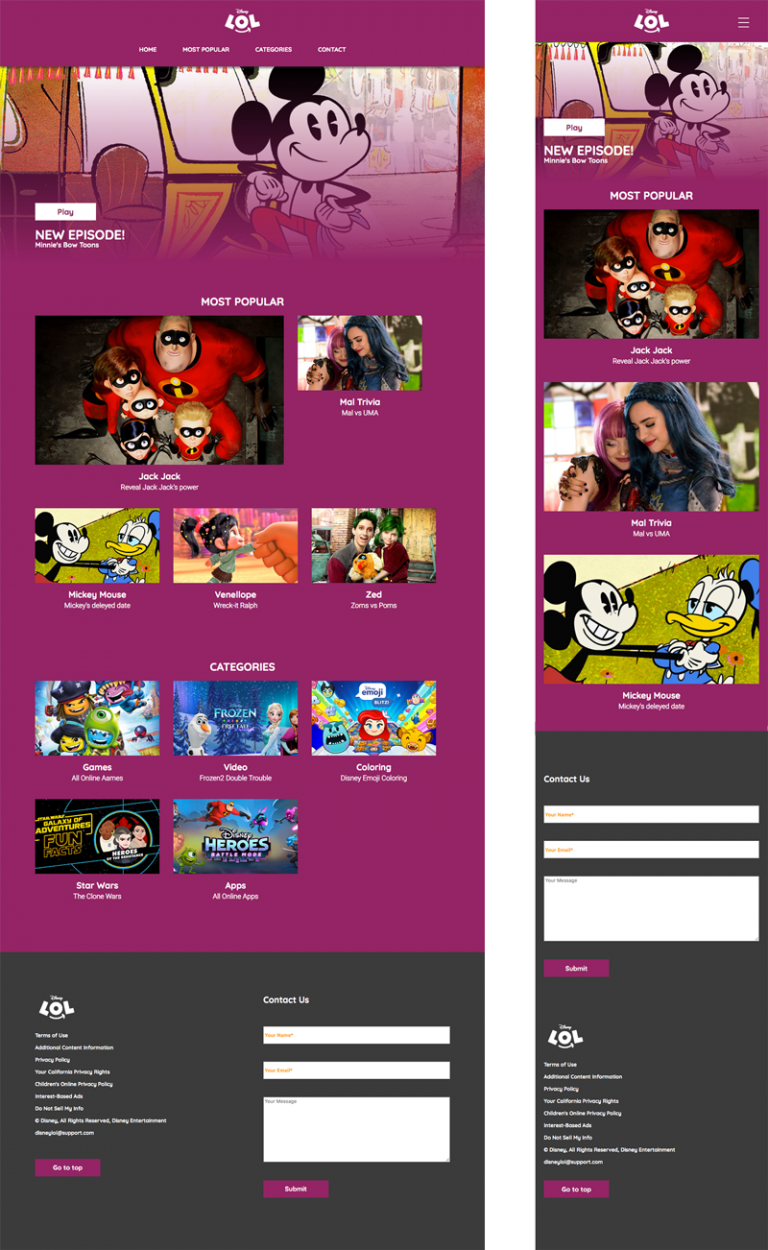 Disney
LOL
HOME MOST POPULAR CATEGORIES CONTACT
Play
NEW EPISODE!
Minnie's Bow Toons
MOST POPULAR
Jack Jack
Reveal Jack Jack's power
Mal Trivia
Mal vs UMA
Mickey Mouse
Mickey's deleyed date
Venellope
Wreck-it Ralph
Zed
Zoms vs Poms
CATEGORIES
Games
All Online Aames
FROZEN
FREE FALL
Video
Frozen2 Double Trouble
Disney
emoji
BLITZ!
Coloring
Disney Emoji Coloring
STAR WARS
GALAXY OF
ADVENTURES
FUN
FACTS
HEROES
OF THE RESISTANCE
Star Wars
The Clone Wars
Disney
HEROES
BATTLE MODE
Apps
All Online Apps
Disney
LOL
Terms of Use
Additional Content Information
Privacy Policy
Your California Privacy Rights
Children's Online Privacy Policy
Interest-Based Ads
Do Not Sell My Info
© Disney, All Rights Reserved, Disney Entertainment
disneylol@support.com
Go to top
Contact Us
Your Name*
Your Email*
Your Message
Submit
Disney
LOL
Play
NEW EPISODE!
Minnie's Bow Toons
MOST POPULAR
Jack Jack
Reveal Jack Jack's power
Mal Trivia
Mal vs UMA
Mickey Mouse
Mickey's deleyed date
Contact Us
Your Name*
Your Email*
Your Message
Submit
Disney
LOL
Terms of Use
Additional Content Information
Privacy Policy
Your California Privacy Rights
Children's Online Privacy Policy
Interest-Based Ads
Do Not Sell My Info
© Disney, All Rights Reserved, Disney Entertainment
disneylol@support.com
Go to top